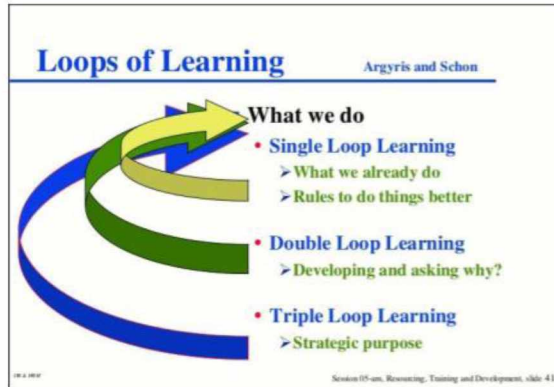 Loops of Learning
Argyris and Schon
What we do
• Single Loop Learning
➢What we already do
➢Rules to do things better
• Double Loop Learning
➢Developing and asking why?
• Triple Loop Learning
➢Strategic purpose
Session 05-am, Resourcing, Training and Development, slide 41